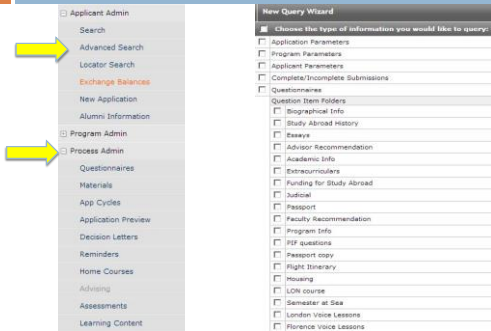 Applicant Admin
Search
Advanced Search
Locator Search
Exchange Balances
New Application
Alumni Information
Program Admin
Process Admin
Questionnaires
Materials
App Cycles
Application Preview
Decision Letters
Reminders
Home Courses
Advising
Assessments
Learning Content
New Query Wizard
Choose the type of information you would like to query:
Application Parameters
Program Parameters
Applicant Parameters
Complete/Incomplete Submissions
Questionnaires
Question Item Folders
Biographical Info
Study Abroad History
Essays
Advisor Recommendation
Academic Info
Extracurriculars
Funding for Study Abroad
Judicial
Passport
Faculty Recommendation
Program Info
PIF questions
Passport copy
Flight Itinerary
Housing
LON course
Semester at Sea
London Voice Lessons
Florence Voice Lessons